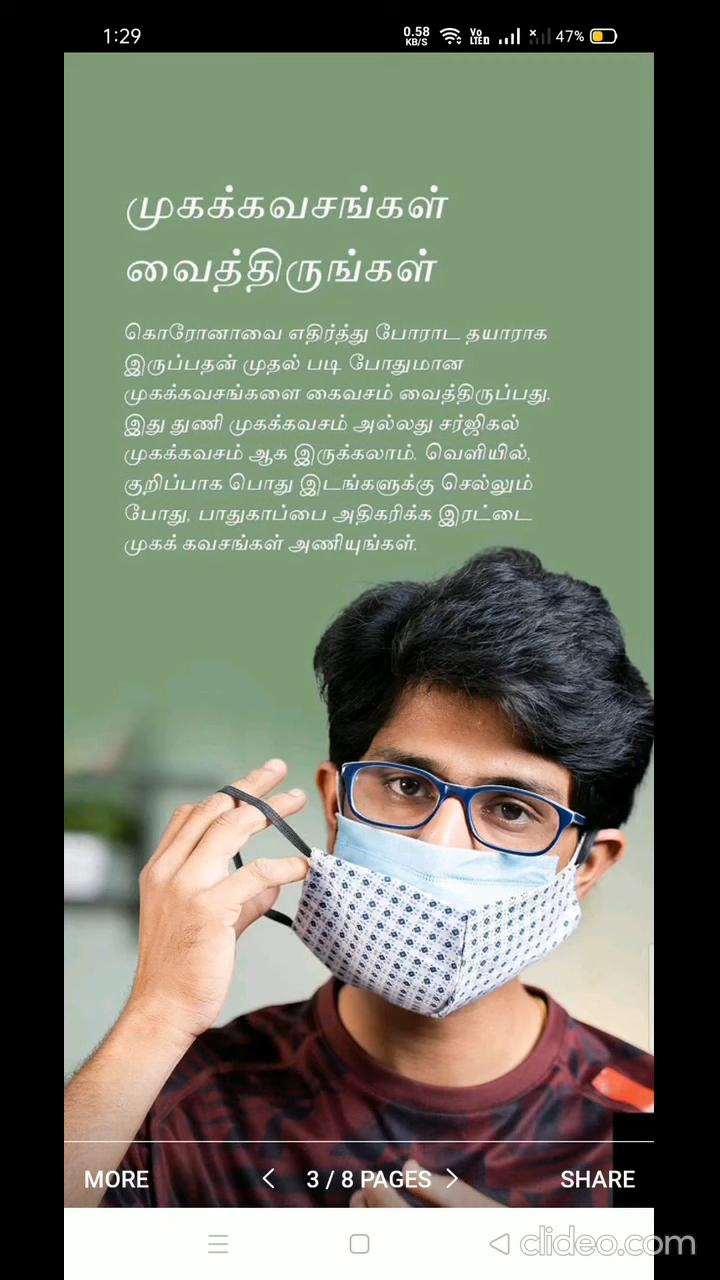 1:29
0.58 KB/S
Vo LTED
x
47%
முகக்கவசங்கள்
வைத்திருங்கள்
கொரோனாவை எதிர்த்து போராட தயாராக
இருப்பதன் முதல் படி போதுமான
முகக்கவசங்களை கைவசம் வைத்திருப்பது.
இது துணி முகக்கவசம் அல்லது சர்ஜிகல்
முகக்கவசம் ஆக இருக்கலாம். வெளியில்,
குறிப்பாக பொது இடங்களுக்கு செல்லும்
போது, பாதுகாப்பை அதிகரிக்க இரட்டை
முகக் கவசங்கள் அணியுங்கள்.
MORE
3 / 8 PAGES
SHARE
clideo.com